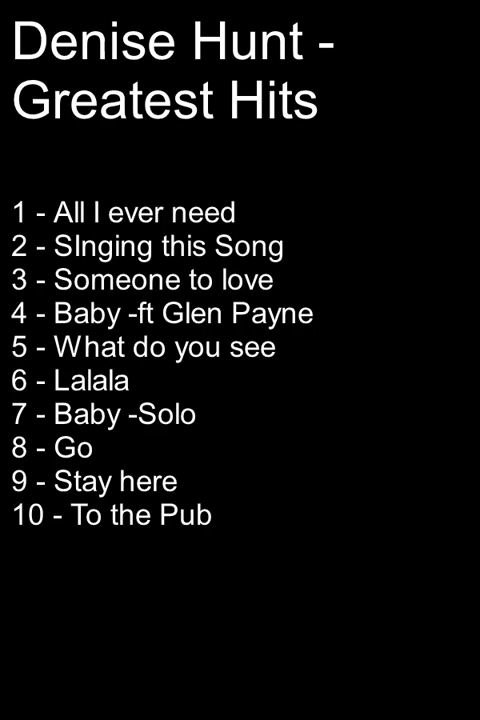 Denise Hunt -
Greatest Hits
1 - All I ever need
2 - SInging this Song
3 - Someone to love
4 - Baby -ft Glen Payne
5 - What do you see
6 - Lalala
7 - Baby -Solo
8 - Go
9 - Stay here
10 - To the Pub